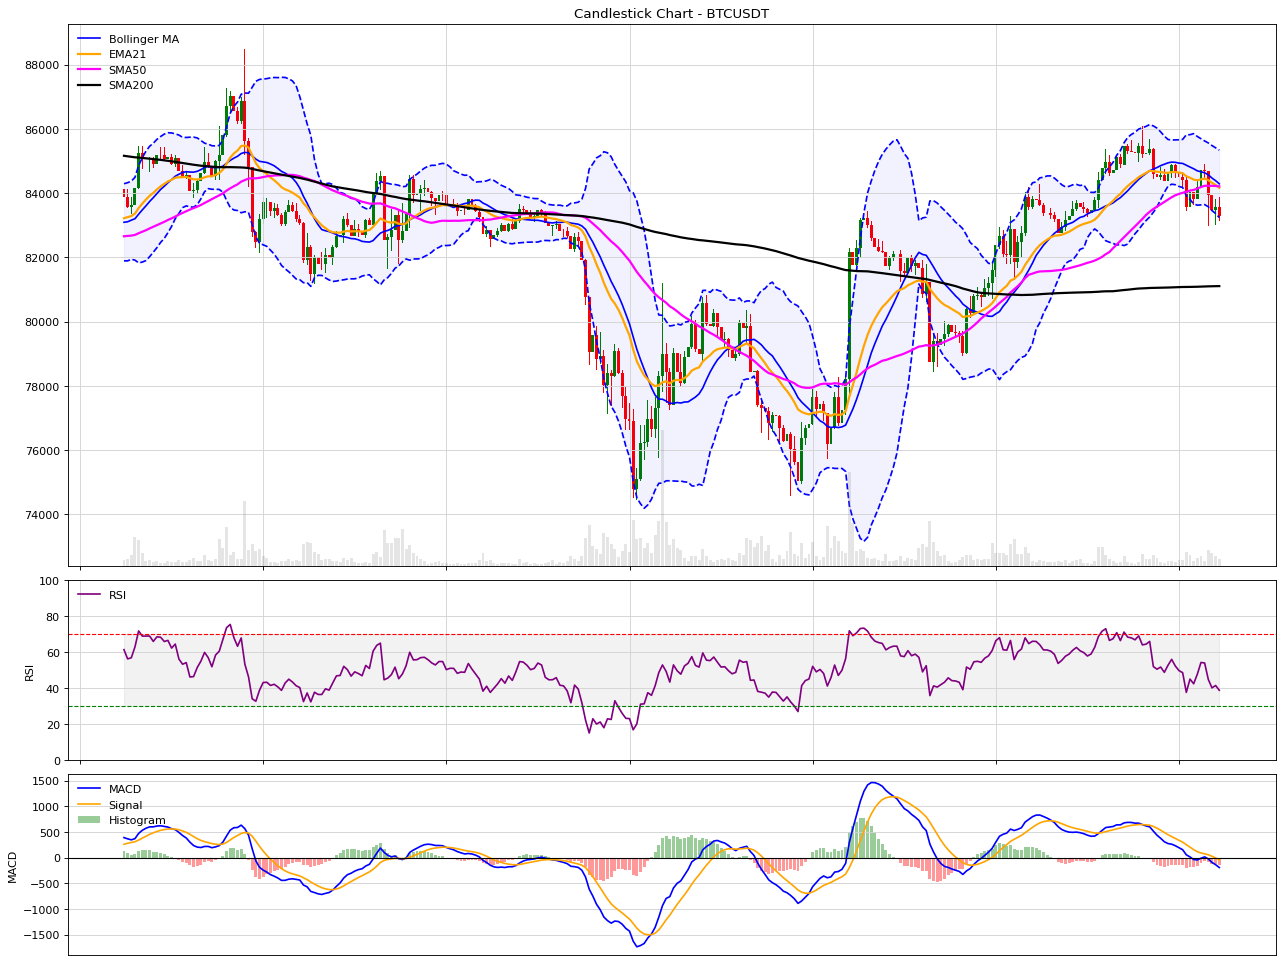 Candlestick Chart - BTCUSDT
Bollinger MA
EMA21
SMA50
SMA200
88000
86000
84000
82000
80000
78000
76000
74000
RSI
100
80
60
40
20
0
RSI
MACD
Signal
Histogram
1500
1000
500
0
−500
−1000
−1500
MACD